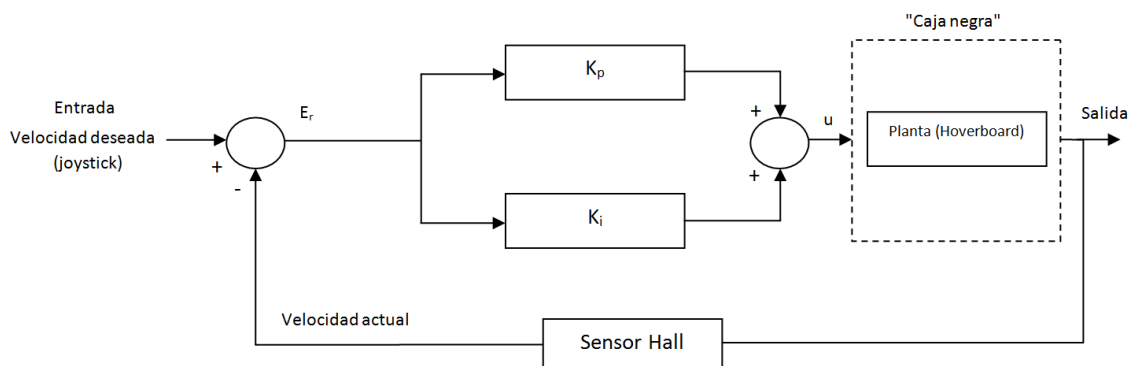 "Caja negra"
Kp
Entrada
Velocidad deseada
(joystick)
Er
+
u
Planta (Hoverboard)
Salida
+
-
+
Ki
Velocidad actual
Sensor Hall